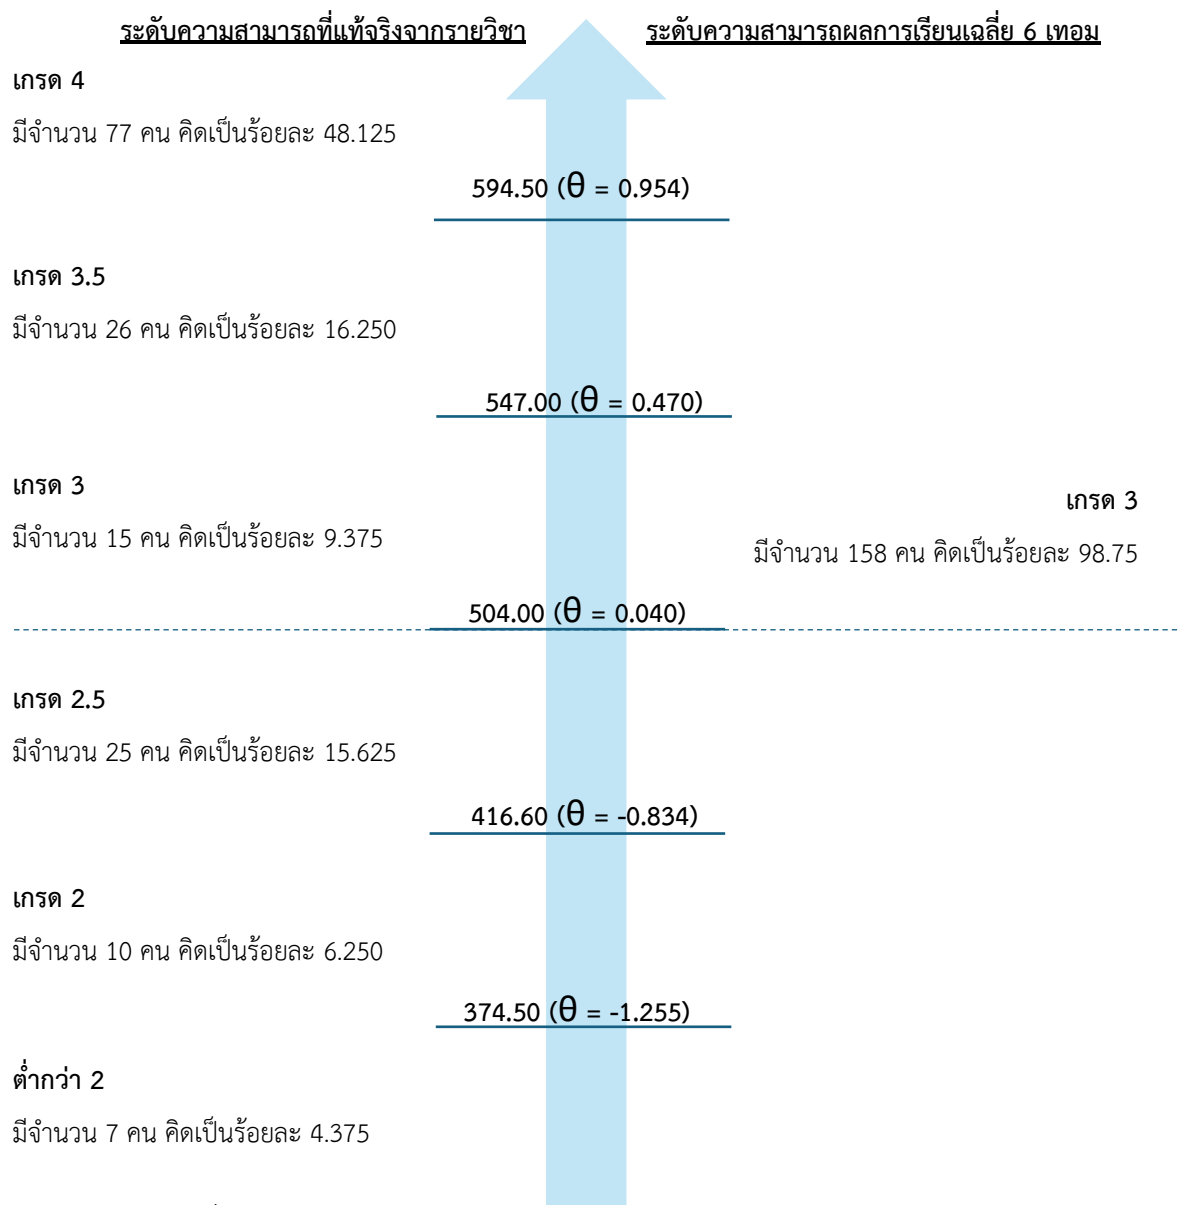 ระดับความสามารถที่แท้จริงจากรายวิชา
ระดับความสามารถผลการเรียนเฉลี่ย 6 เทอม
เกรด 4
มีจำนวน 77 คน คิดเป็นร้อยละ 48.125
594.50 (θ = 0.954)
เกรด 3.5
มีจำนวน 26 คน คิดเป็นร้อยละ 16.250
547.00 (θ = 0.470)
เกรด 3
มีจำนวน 15 คน คิดเป็นร้อยละ 9.375
เกรด 3
มีจำนวน 158 คน คิดเป็นร้อยละ 98.75
504.00 (θ = 0.040)
เกรด 2.5
มีจำนวน 25 คน คิดเป็นร้อยละ 15.625
416.60 (θ = -0.834)
เกรด 2
มีจำนวน 10 คน คิดเป็นร้อยละ 6.250
374.50 (θ = -1.255)
ต่ำกว่า 2
มีจำนวน 7 คน คิดเป็นร้อยละ 4.375